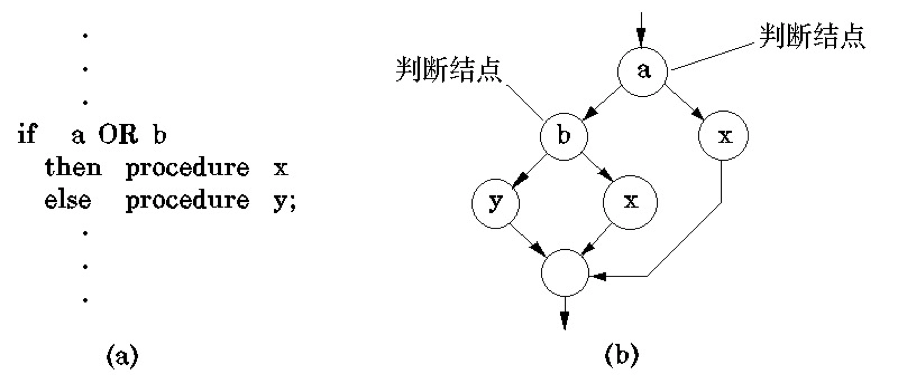 if a OR b
then procedure x
else procedure y;
(a)
判断结点
判断结点
a
b
x
y
x
(b)